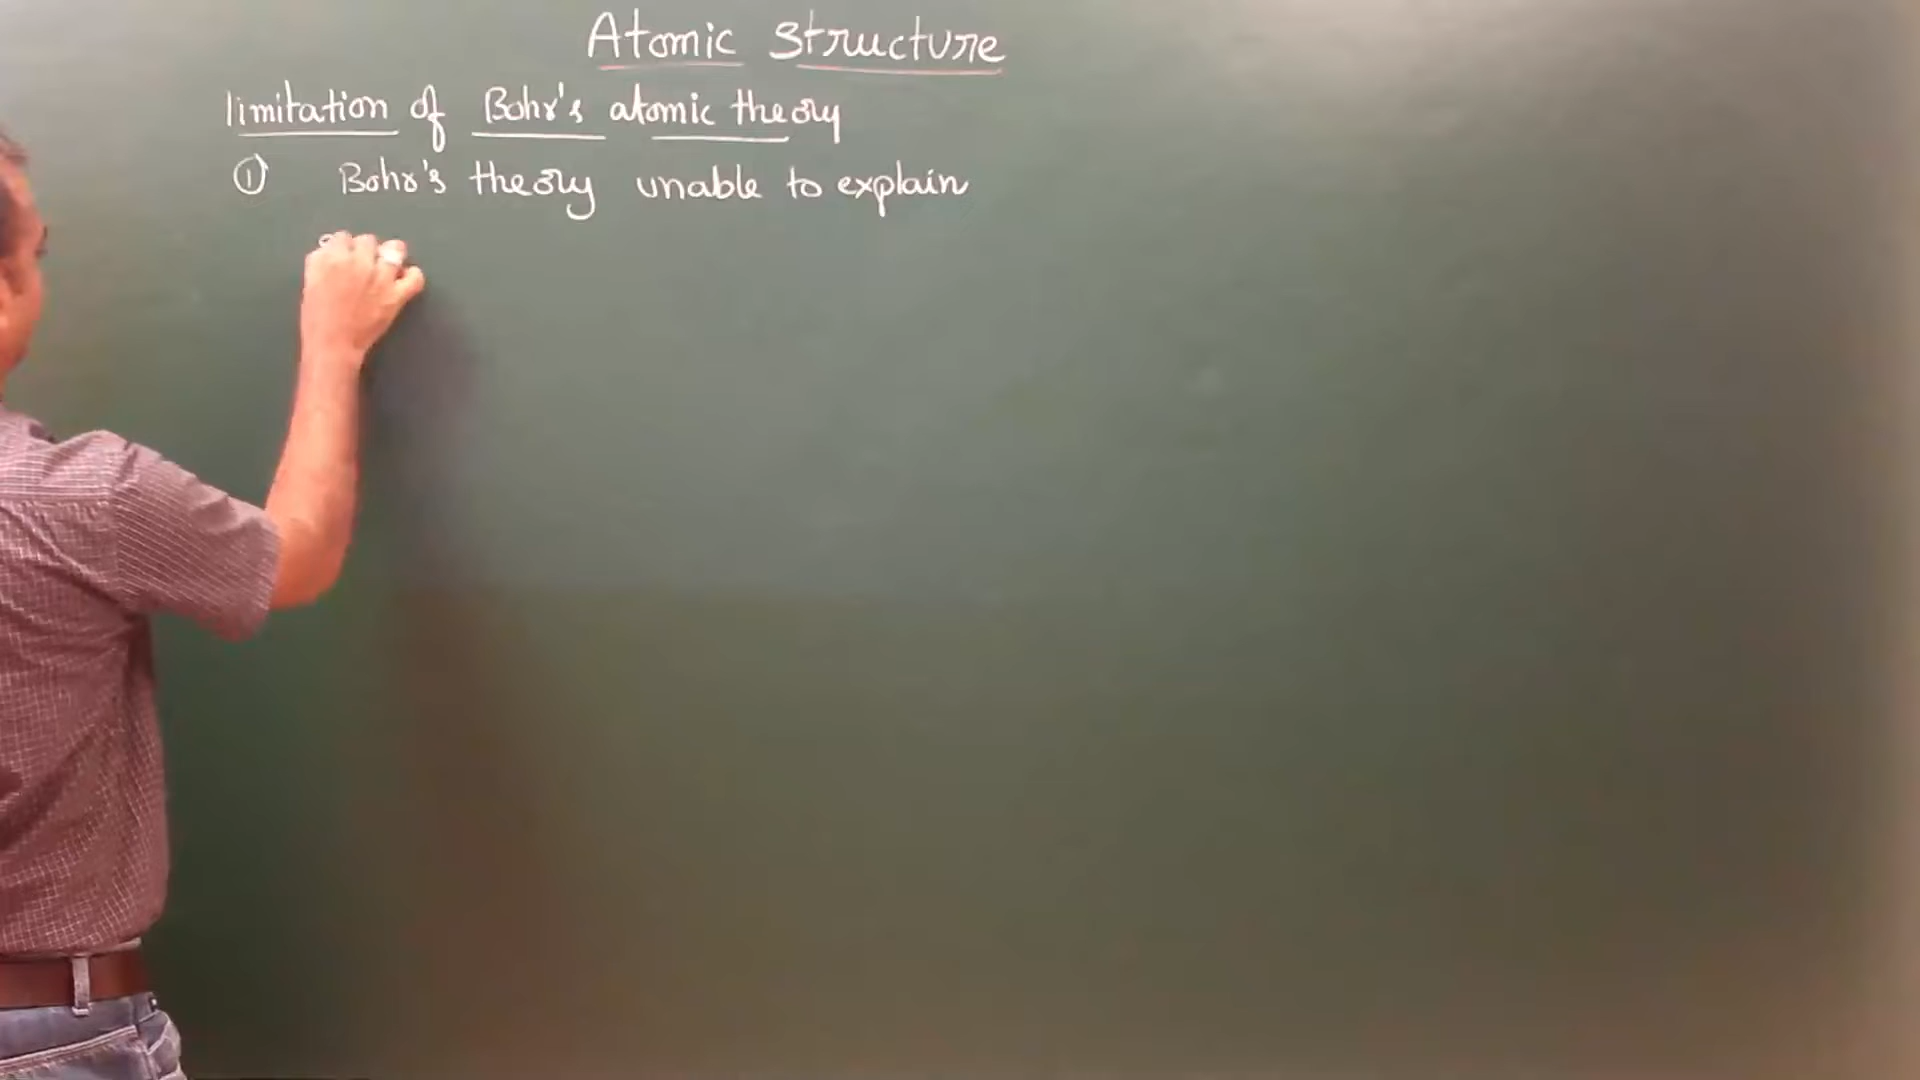 Atomic Structure
limitation of Bohr's atomic theory
① Bohr's theory unable to explain